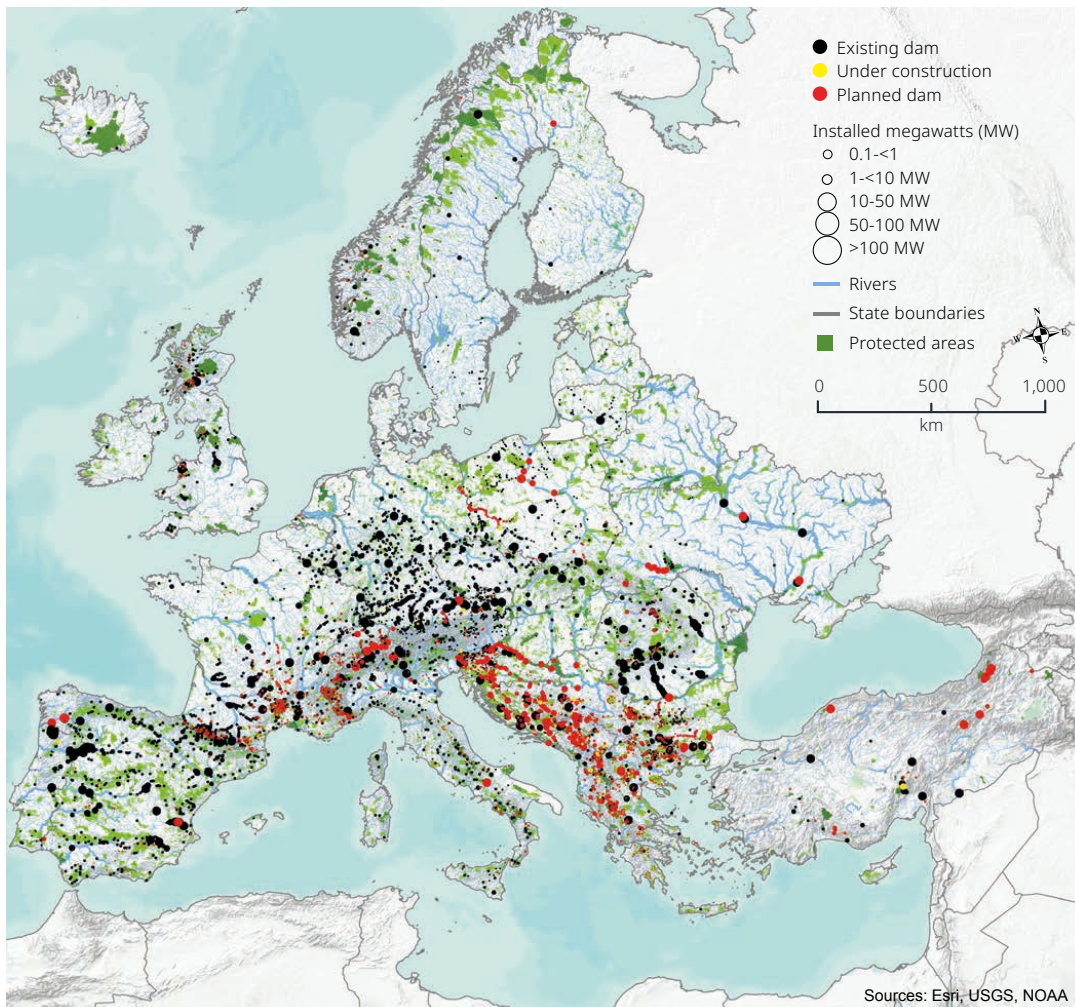 Existing dam
Under construction
Planned dam
Installed megawatts (MW)
0.1-<1
1-<10 MW
10-50 MW
50-100 MW
>100 MW
Rivers
State boundaries
Protected areas
N
W E
S
0 500 1,000
km
Sources: Esri, USGS, NOAA